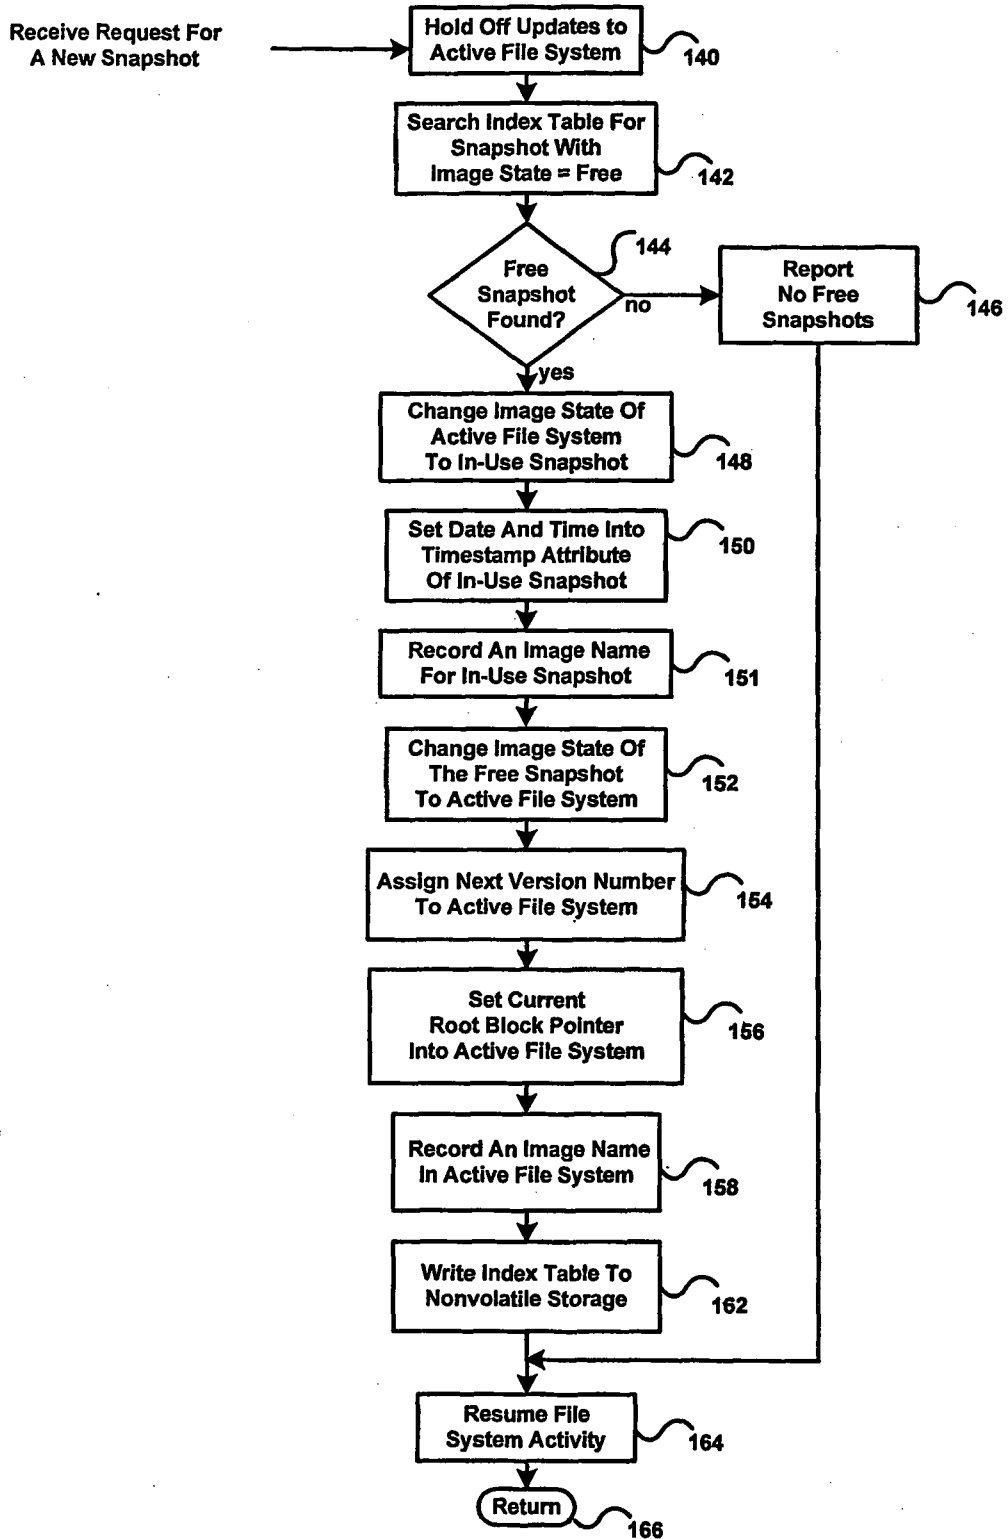 Receive Request For
A New Snapshot
Hold Off Updates to
Active File System
140
Search Index Table For
Snapshot With
Image State = Free
142
Free
Snapshot
Found?
144
no
Report
No Free
Snapshots
146
yes
Change Image State Of
Active File System
To In-Use Snapshot
148
Set Date And Time Into
Timestamp Attribute
Of In-Use Snapshot
150
Record An Image Name
For In-Use Snapshot
151
Change Image State Of
The Free Snapshot
To Active File System
152
Assign Next Version Number
To Active File System
154
Set Current
Root Block Pointer
Into Active File System
156
Record An Image Name
In Active File System
158
Write Index Table To
Nonvolatile Storage
162
Resume File
System Activity
164
Return
166